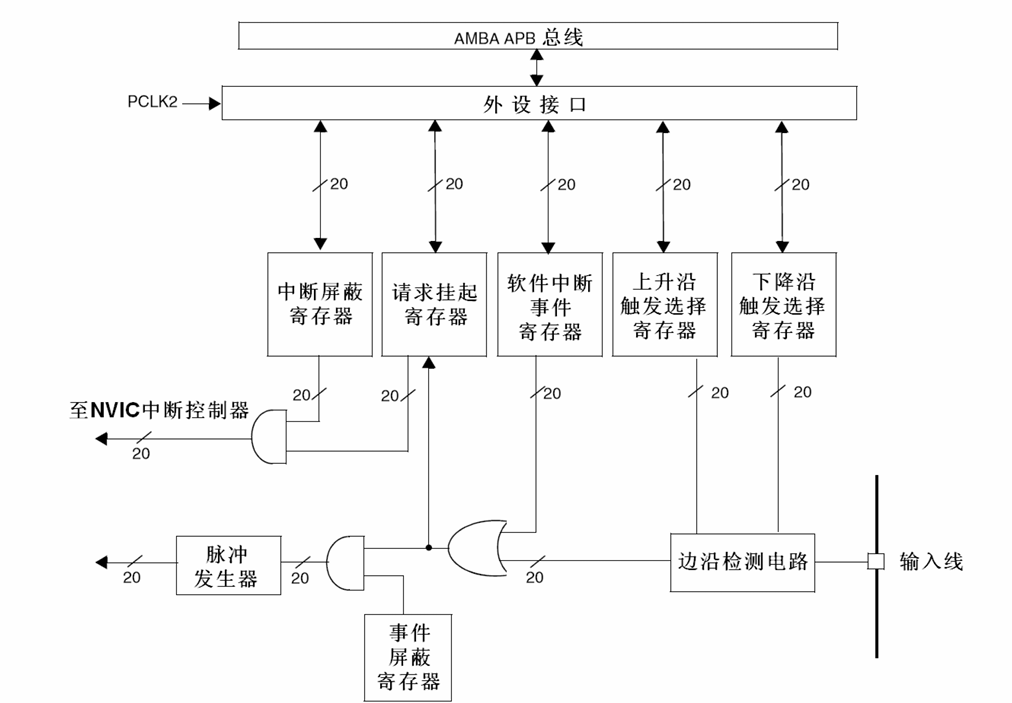 AMBA APB 总线
PCLK2
外设接口
20
20
20
20
20
中断屏蔽
寄存器
请求挂起
寄存器
软件中断
事件
寄存器
上升沿
触发选择
寄存器
下降沿
触发选择
寄存器
20
20
20
20
20
至NVIC中断控制器
20
脉冲
发生器
20
20
20
边沿检测电路
输入线
事件
屏蔽
寄存器